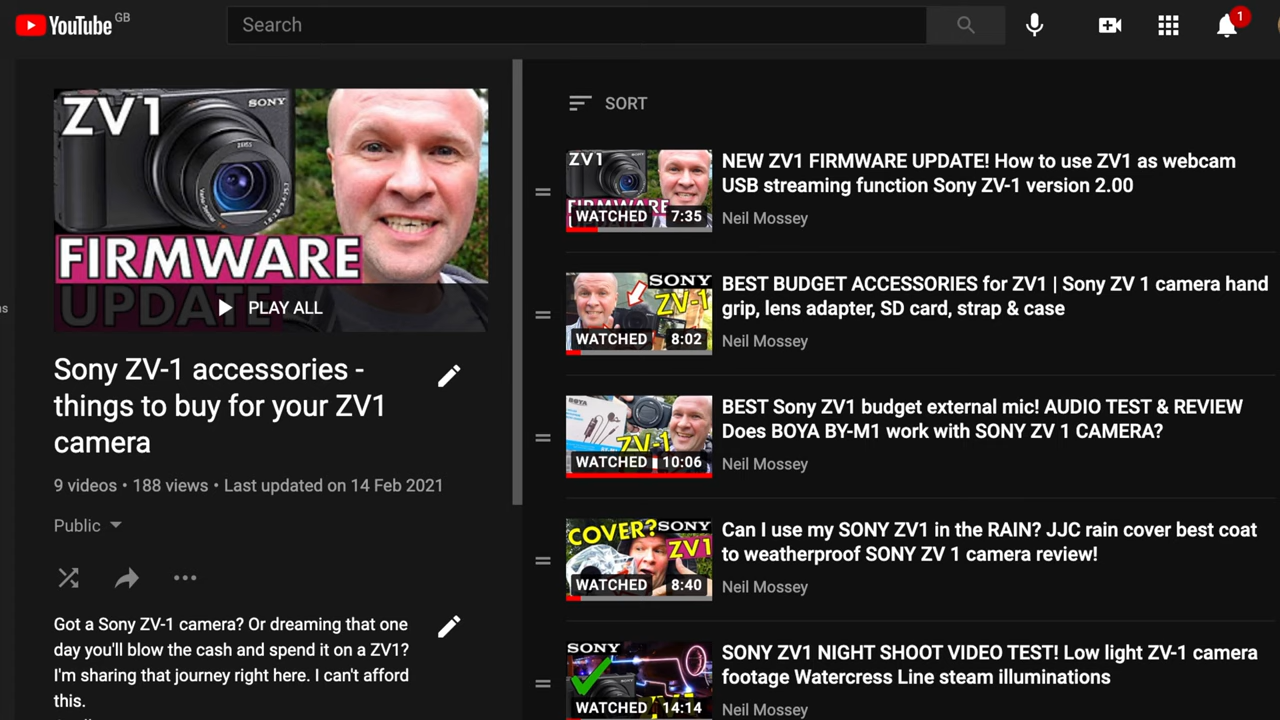 YouTube GB
Search
1
ZV1
SONY
FIRMWARE
UPDATE
PLAY ALL
Sony ZV-1 accessories -
things to buy for your ZV1
camera
9 videos • 188 views • Last updated on 14 Feb 2021
Public
Got a Sony ZV-1 camera? Or dreaming that one
day you'll blow the cash and spend it on a ZV1?
I'm sharing that journey right here. I can't afford
this.
SORT
ZV1
FIRMWARE
UPDATE
WATCHED 7:35
NEW ZV1 FIRMWARE UPDATE! How to use ZV1 as webcam
USB streaming function Sony ZV-1 version 2.00
Neil Mossey
SONY
ZV-1
WATCHED 8:02
BEST BUDGET ACCESSORIES for ZV1 | Sony ZV 1 camera hand
grip, lens adapter, SD card, strap & case
Neil Mossey
BOYA
ZV-1
WATCHED 10:06
BEST Sony ZV1 budget external mic! AUDIO TEST & REVIEW
Does BOYA BY-M1 work with SONY ZV 1 CAMERA?
Neil Mossey
COVER? SONY
ZV1
WATCHED 8:40
Can I use my SONY ZV1 in the RAIN? JJC rain cover best coat
to weatherproof SONY ZV 1 camera review!
Neil Mossey
SONY
WATCHED 14:14
SONY ZV1 NIGHT SHOOT VIDEO TEST! Low light ZV-1 camera
footage Watercress Line steam illuminations
Neil Mossey